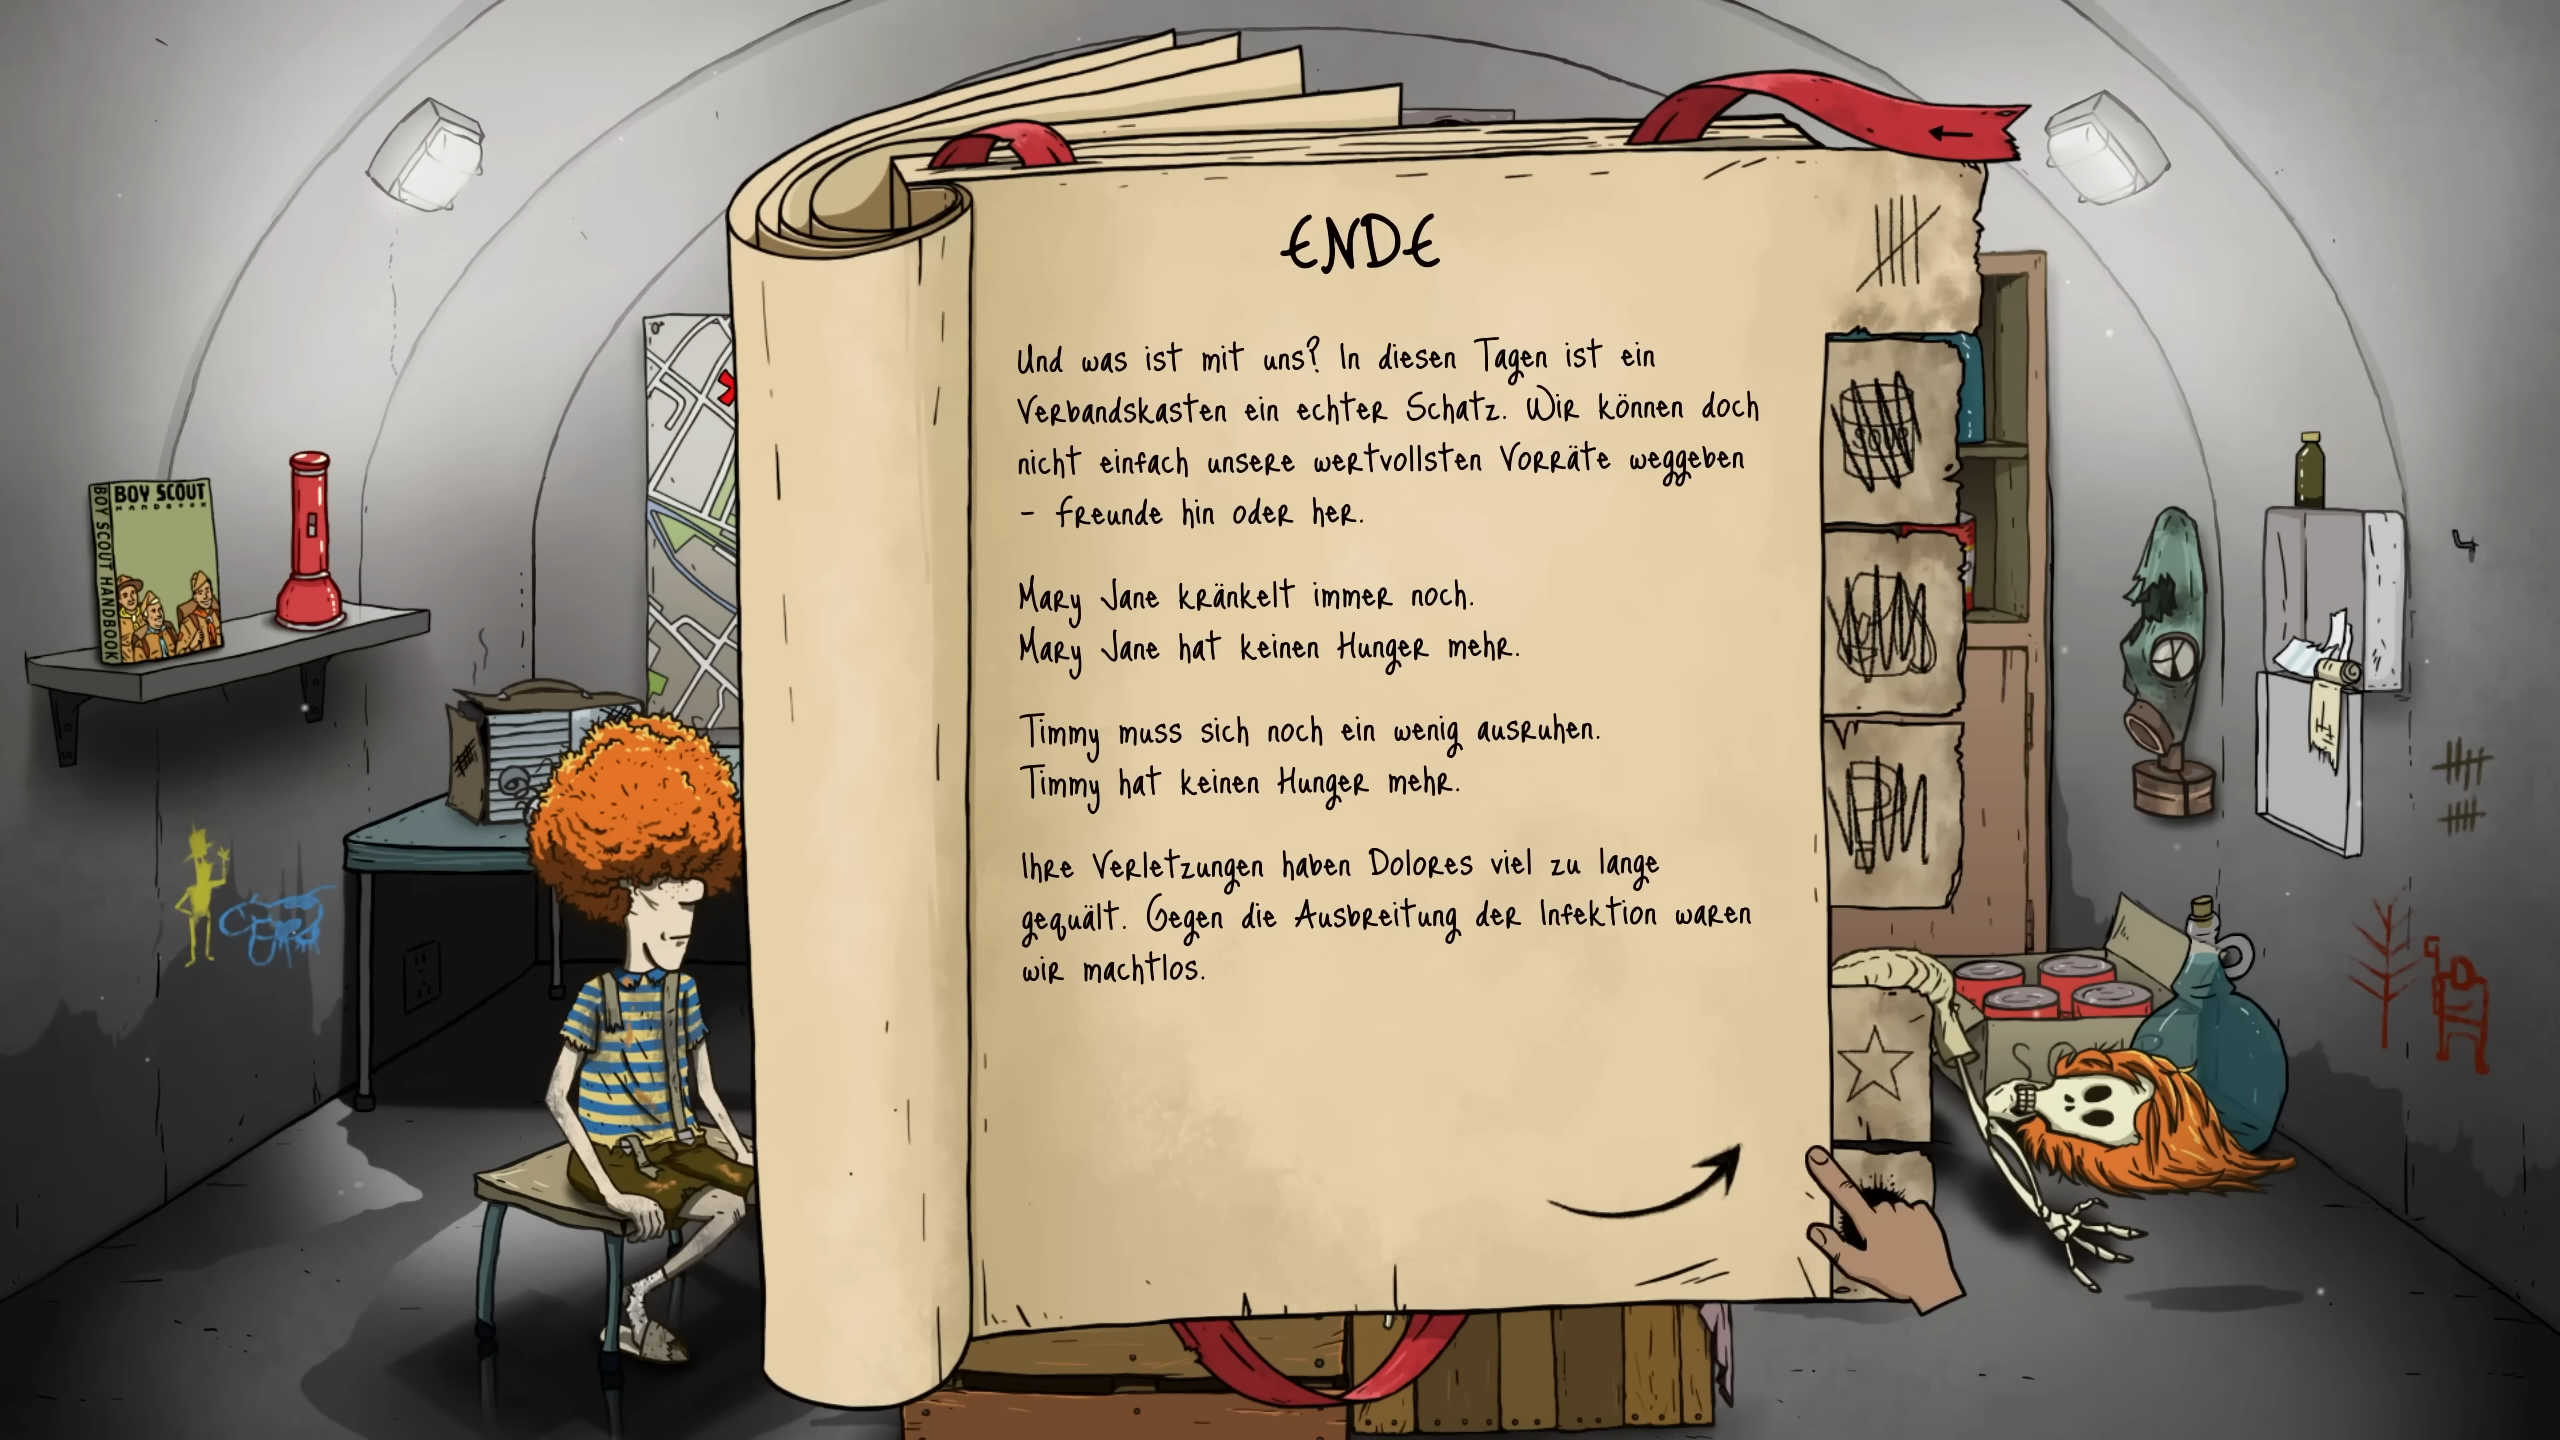 ENDE
Und was ist mit uns? In diesen Tagen ist ein
Verbandskasten ein echter Schatz. Wir können doch
nicht einfach unsere wertvollsten Vorräte weggeben
- Freunde hin oder her.
Mary Jane kränkelt immer noch.
Mary Jane hat keinen Hunger mehr.
Timmy muss sich noch ein wenig ausruhen.
Timmy hat keinen Hunger mehr.
Ihre Verletzungen haben Dolores viel zu lange
gequält. Gegen die Ausbreitung der Infektion waren
wir machtlos.
BOY SCOUT
HANDBOOK
BOY SCOUT HANDBOOK
SOUP